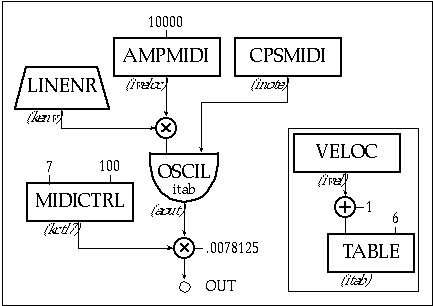 10000
AMPMIDI
(iveloc)
CPSMIDI
(inote)
LINENR
(kenv)
OSCIL
itab
(aout)
7
100
MIDICTRL
(kctl7)
.0078125
OUT
VELOC
(ivel)
1
6
TABLE
(itab)